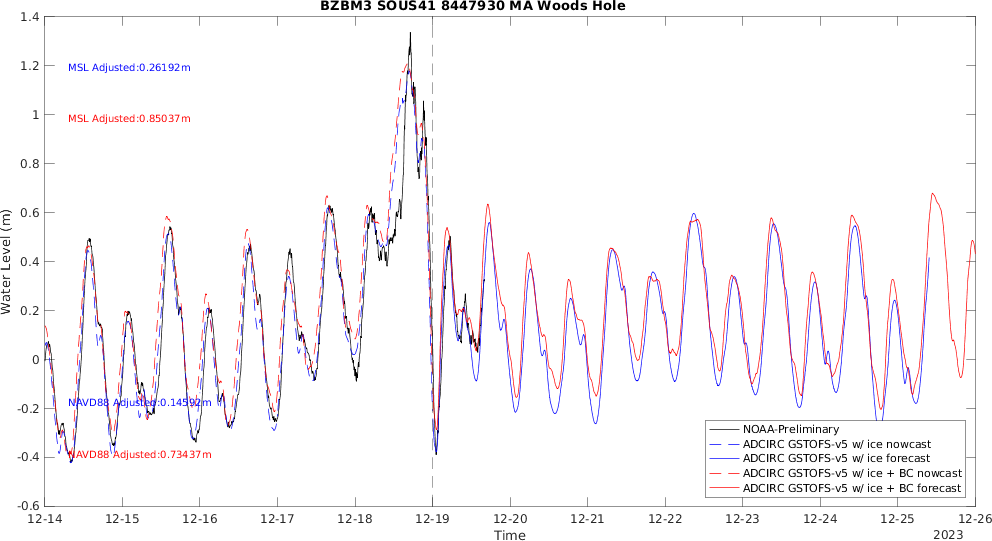 BZBM3 SOUS41 8447930 MA Woods Hole
1.4
1.2
1
0.8
0.6
0.4
0.2
0
-0.2
-0.4
-0.6
Water Level (m)
MSL Adjusted:0.26192m
MSL Adjusted:0.85037m
NAVD88 Adjusted:0.14592m
NAVD88 Adjusted:0.73437m
NOAA-Preliminary
ADCIRC GSTOFS-v5 w/ ice nowcast
ADCIRC GSTOFS-v5 w/ ice forecast
ADCIRC GSTOFS-v5 w/ ice + BC nowcast
ADCIRC GSTOFS-v5 w/ ice + BC forecast
12-14 12-15 12-16 12-17 12-18 12-19 12-20 12-21 12-22 12-23 12-24 12-25 12-26
Time
2023